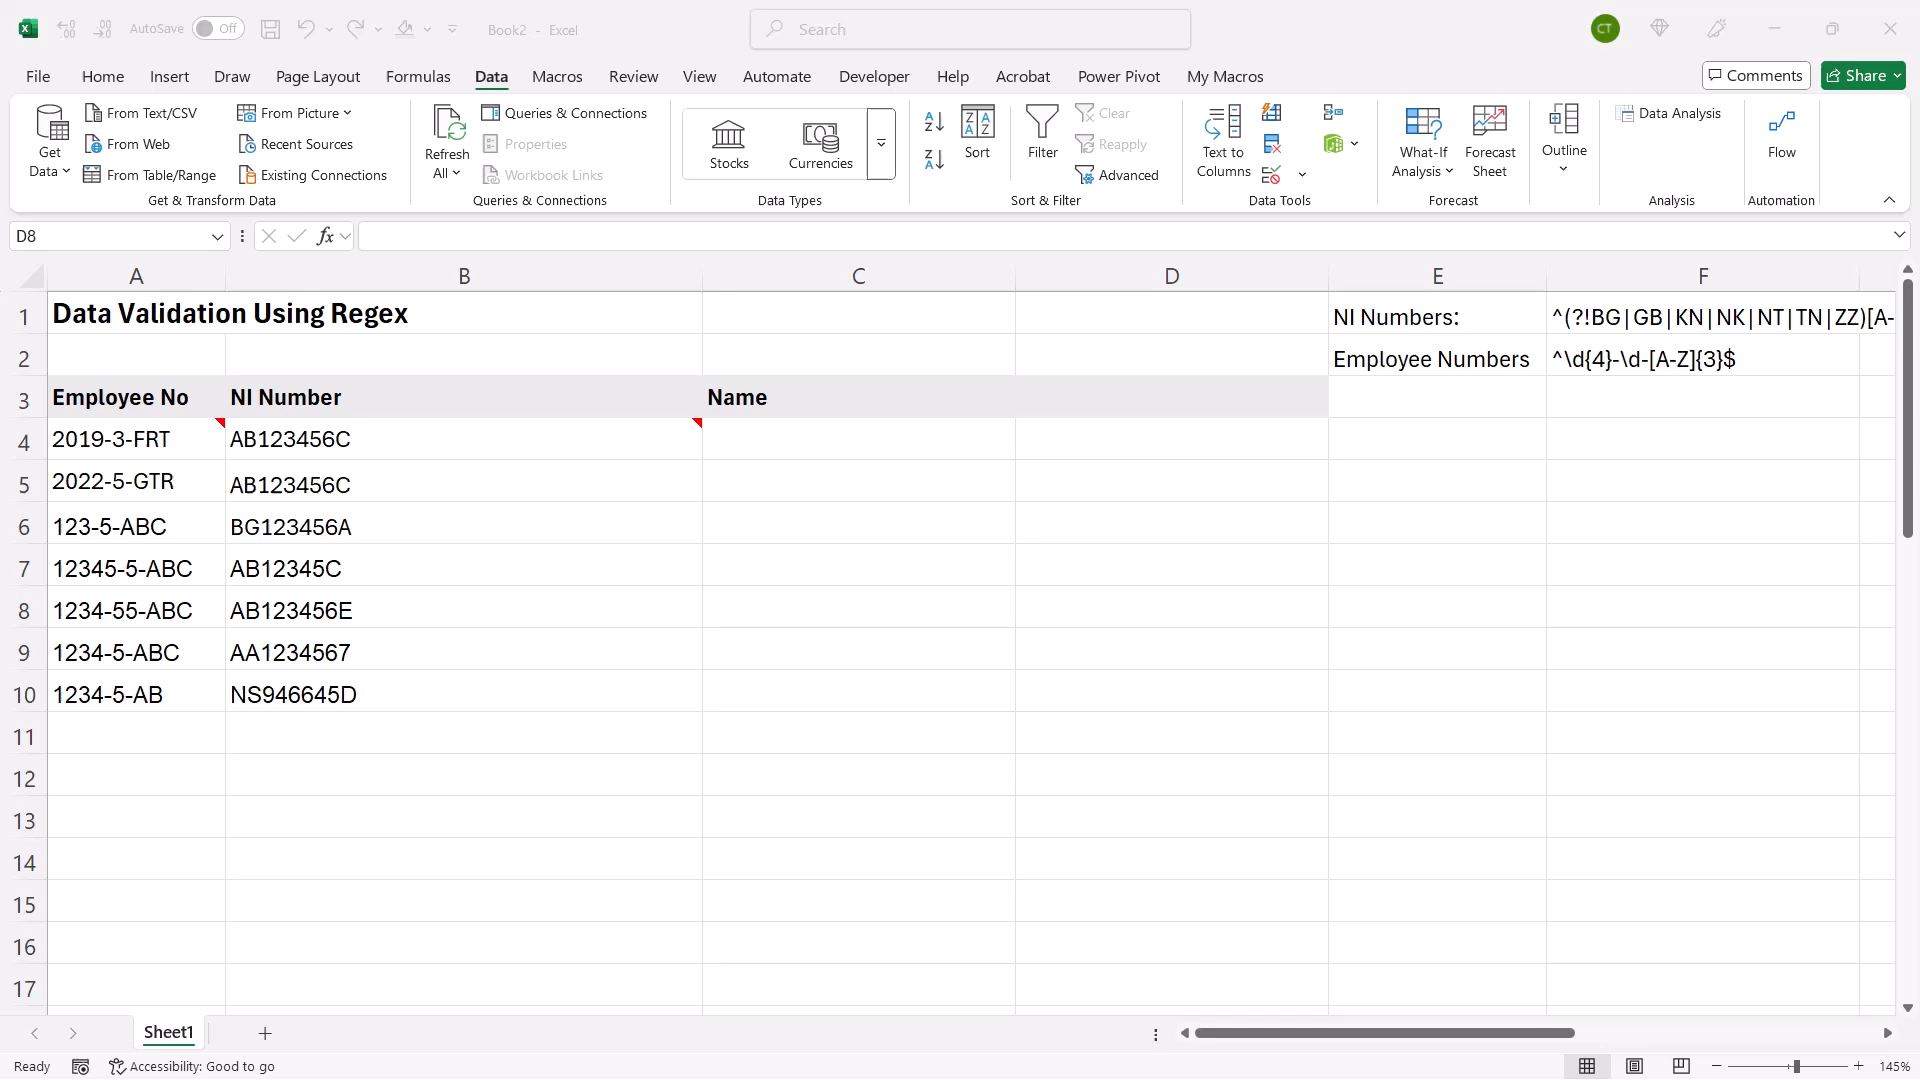 AutoSave Off Book2 - Excel Search CT
File Home Insert Draw Page Layout Formulas Data Macros Review View Automate Developer Help Acrobat Power Pivot My Macros Comments Share
Get Data
From Text/CSV
From Web
From Table/Range
From Picture
Recent Sources
Existing Connections
Get & Transform Data
Refresh All
Queries & Connections
Properties
Workbook Links
Queries & Connections
Stocks
Currencies
Data Types
Sort
Filter
Clear
Reapply
Advanced
Sort & Filter
Text to Columns
Data Tools
What-If Analysis
Forecast Sheet
Forecast
Outline
Data Analysis
Analysis
Flow
Automation
D8 fx
A B C D E F
1 Data Validation Using Regex NI Numbers: ^(?!BG|GB|KN|NK|NT|TN|ZZ)[A-
2 Employee Numbers ^\d{4}-\d-[A-Z]{3}$
3 Employee No NI Number Name
4 2019-3-FRT AB123456C
5 2022-5-GTR AB123456C
6 123-5-ABC BG123456A
7 12345-5-ABC AB12345C
8 1234-55-ABC AB123456E
9 1234-5-ABC AA1234567
10 1234-5-AB NS946645D
11
12
13
14
15
16
17
Sheet1
Ready Accessibility: Good to go 145%